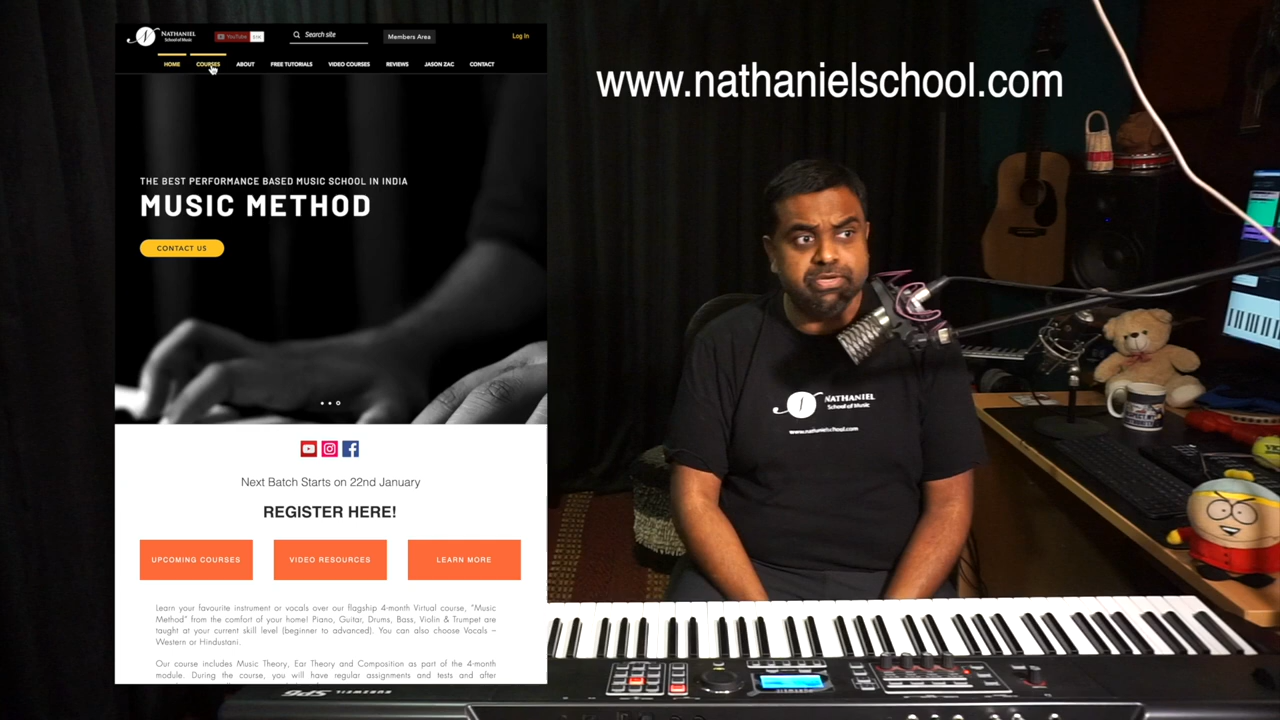 NATHANIEL
School of Music
YouTube
Search site
Members Area
Log In
HOME
COURSES
ABOUT
FREE TUTORIALS
VIDEO COURSES
REVIEWS
JASON ZAC
CONTACT
www.nathanielschool.com
THE BEST PERFORMANCE BASED MUSIC SCHOOL IN INDIA
MUSIC METHOD
CONTACT US
NATHANIEL
School of Music
www.nathanielschool.com
Next Batch Starts on 22nd January
REGISTER HERE!
UPCOMING COURSES
VIDEO RESOURCES
LEARN MORE
Learn your favourite instrument or vocals over our flagship 4-month Virtual course, "Music
Method" from the comfort of your home! Piano, Guitar, Drums, Bass, Violin & Trumpet are
taught at your current skill level (beginner to advanced). You can also choose Vocals –
Western or Hindustani.
Our course includes Music Theory, Ear Theory and Composition as part of the 4-month
module. During the course, you will have regular assignments and tests and after
KURZWEIL SP6